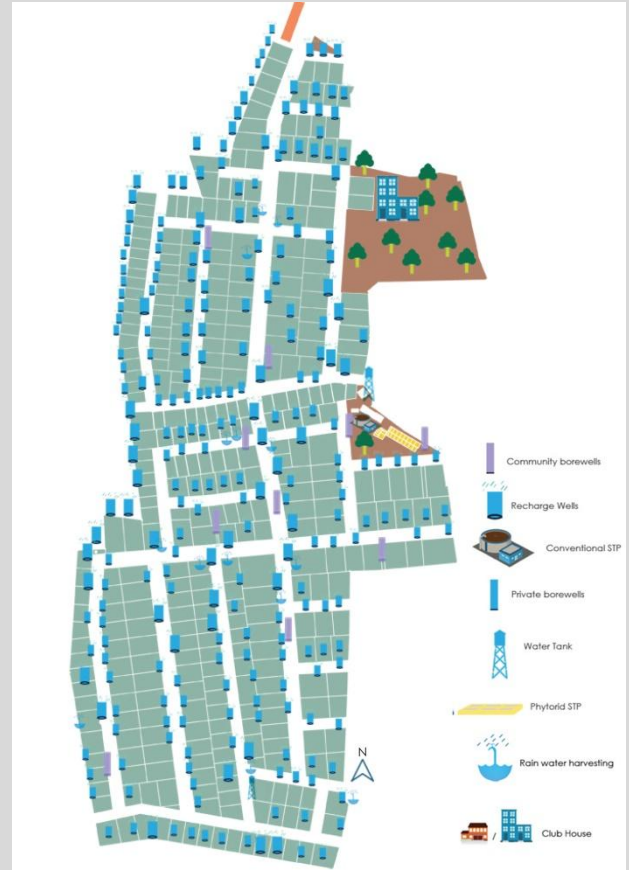 N
Community borewells
Recharge Wells
Conventional STP
Private borewells
Water Tank
Phytorid STP
Rain water harvesting
/ Club House